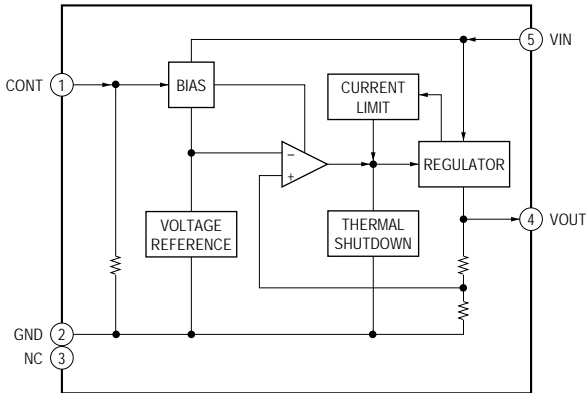 5 VIN
CONT 1
BIAS
CURRENT
LIMIT
−
+
REGULATOR
VOLTAGE
REFERENCE
THERMAL
SHUTDOWN
4 VOUT
GND 2
NC 3